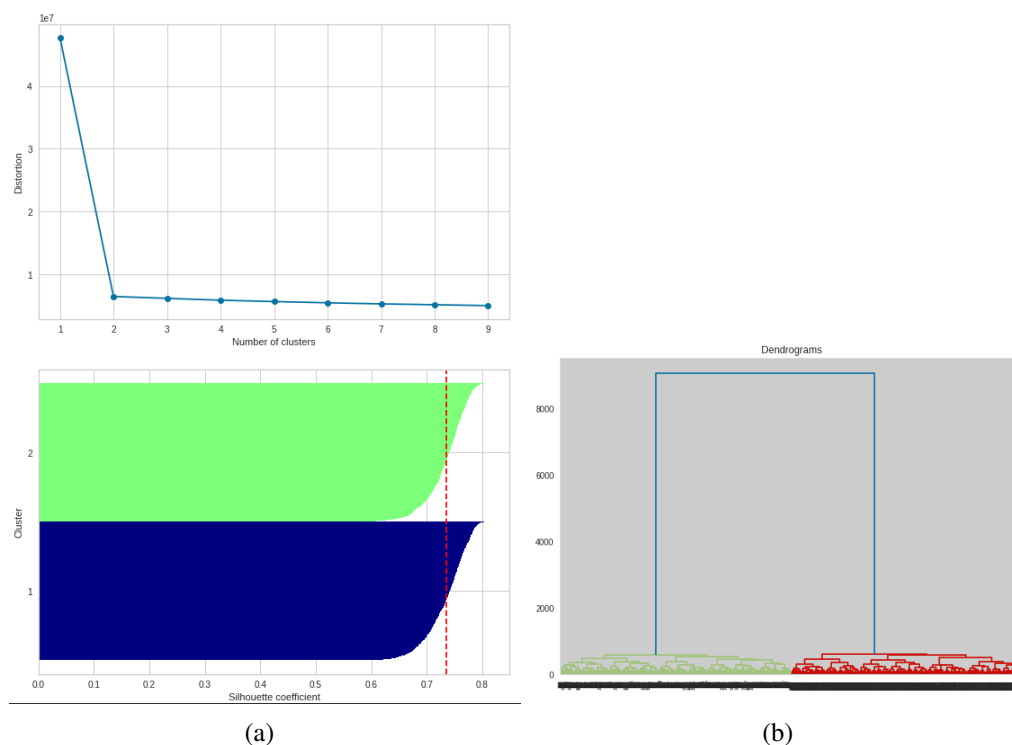 1e7
4
3
2
1
Distortion
1 2 3 4 5 6 7 8 9
Number of clusters
2
1
Cluster
0.0 0.1 0.2 0.3 0.4 0.5 0.6 0.7 0.8
Silhouette coefficient
(a)
Dendrograms
8000
6000
4000
2000
0
(b)